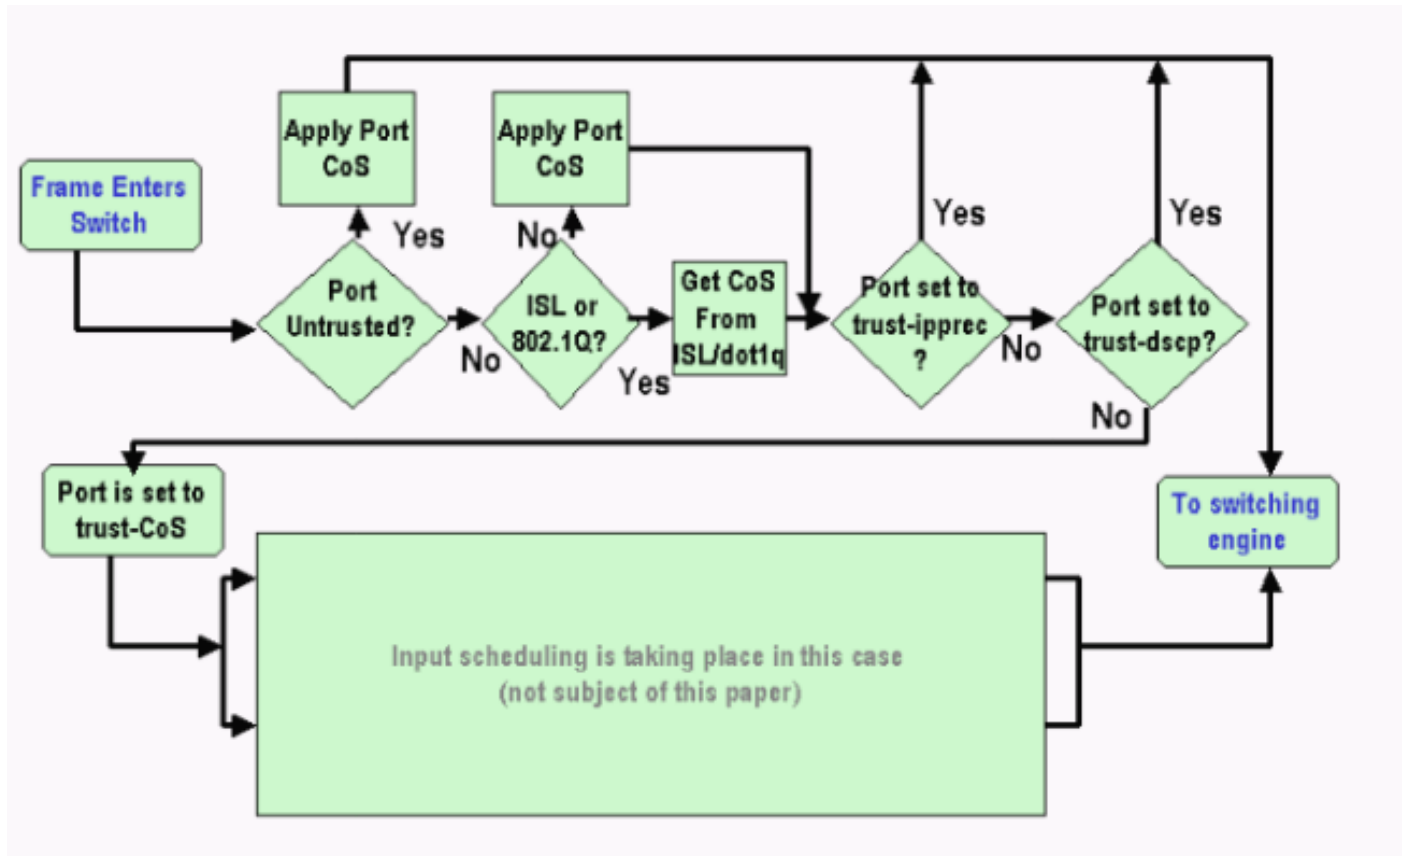 Frame Enters
Switch
Port
Untrusted?
Yes
Apply Port
CoS
No
ISL or
802.1Q?
No
Apply Port
CoS
Yes
Get CoS
From
ISL/dot1q
Port set to
trust-ipprec
?
Yes
No
Port set to
trust-dscp?
Yes
No
Port is set to
trust-CoS
Input scheduling is taking place in this case
(not subject of this paper)
To switching
engine